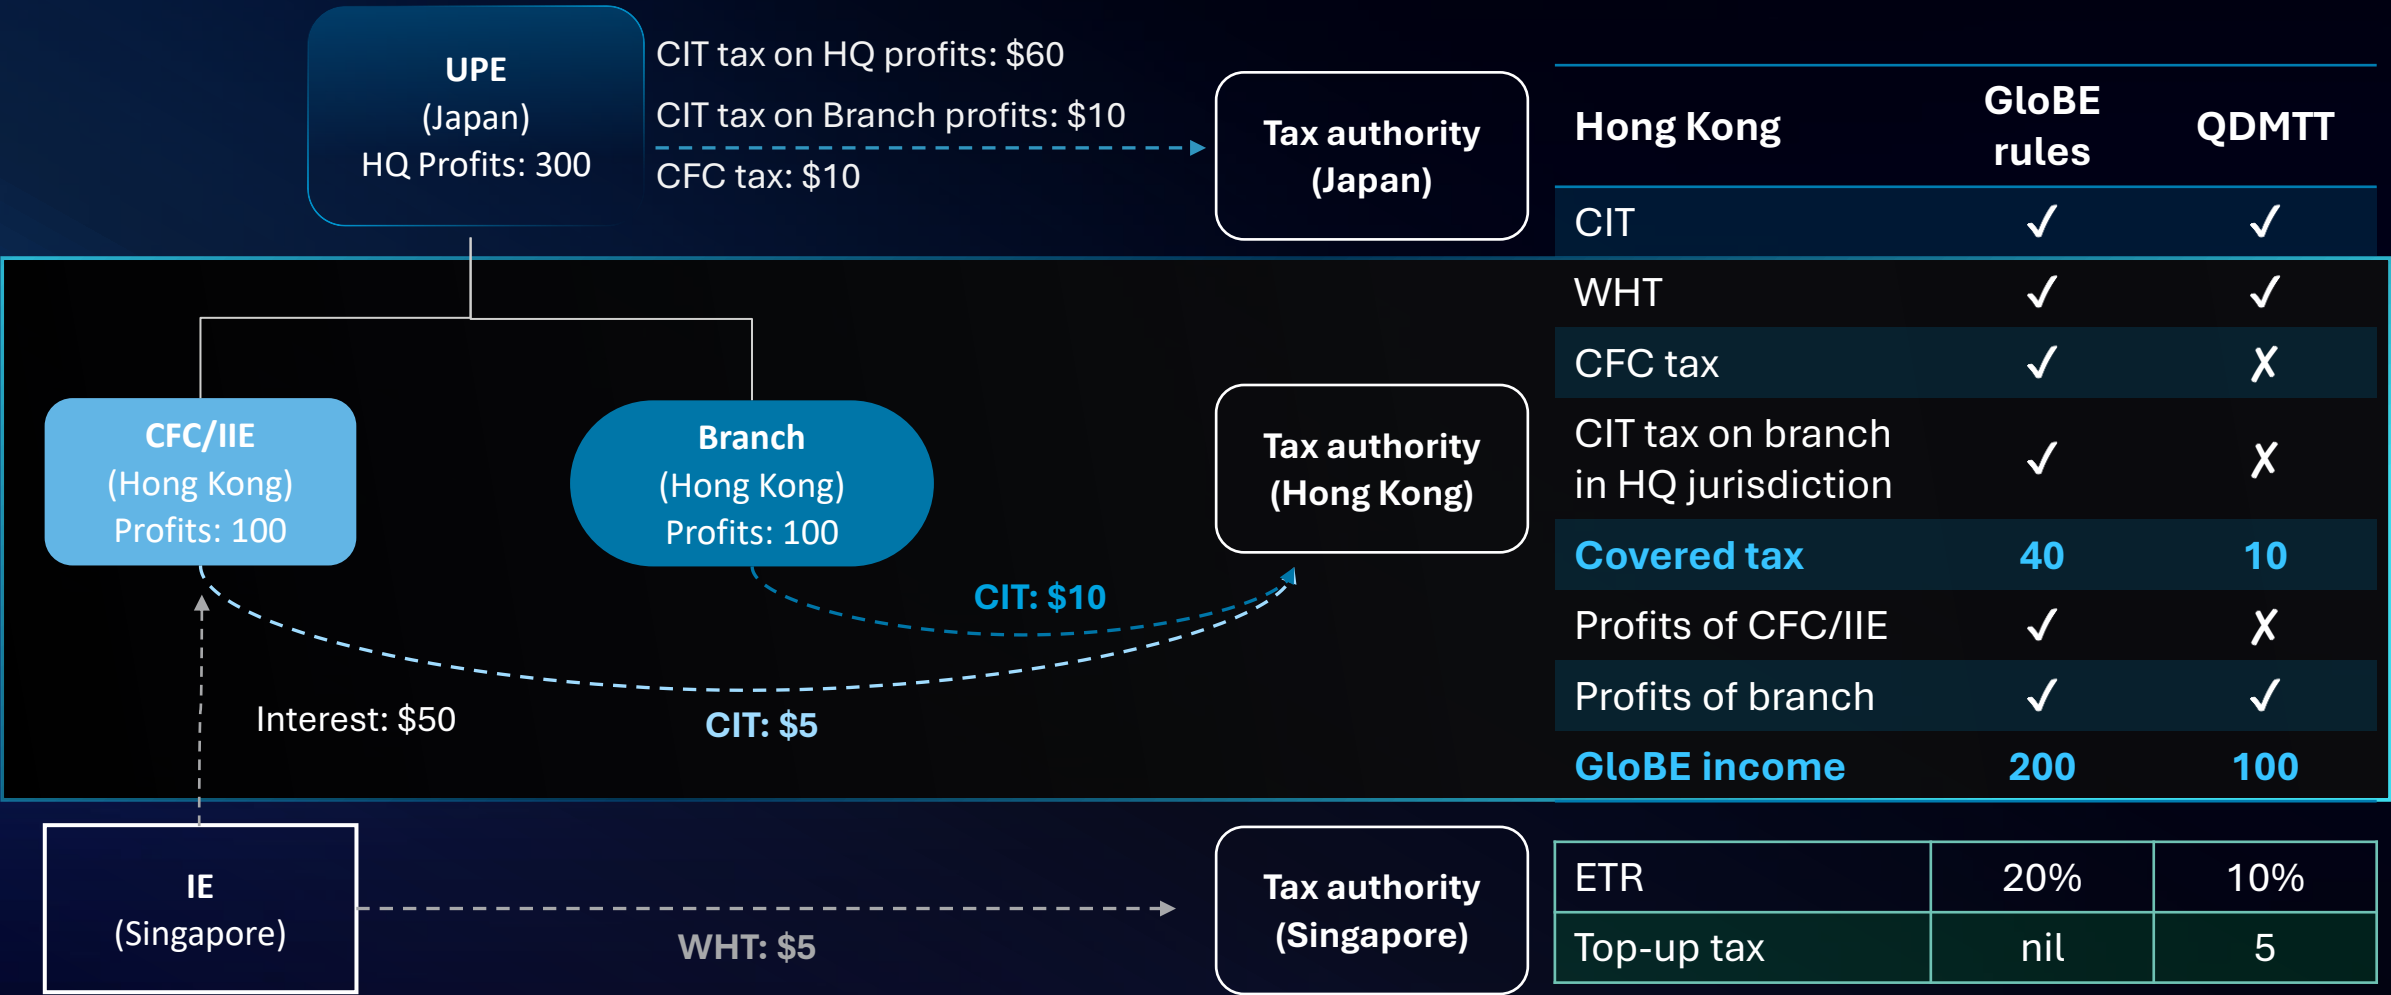 UPE
(Japan)
HQ Profits: 300
CIT tax on HQ profits: $60
CIT tax on Branch profits: $10
CFC tax: $10
Tax authority
(Japan)
CFC/IIE
(Hong Kong)
Profits: 100
Branch
(Hong Kong)
Profits: 100
Tax authority
(Hong Kong)
CIT: $10
CIT: $5
Interest: $50
IE
(Singapore)
WHT: $5
Tax authority
(Singapore)
Hong Kong GloBE rules QDMTT
CIT ✓ ✓
WHT ✓ ✓
CFC tax ✓ ✗
CIT tax on branch
in HQ jurisdiction ✓ ✗
Covered tax 40 10
Profits of CFC/IIE ✓ ✗
Profits of branch ✓ ✓
GloBE income 200 100
ETR 20% 10%
Top-up tax nil 5